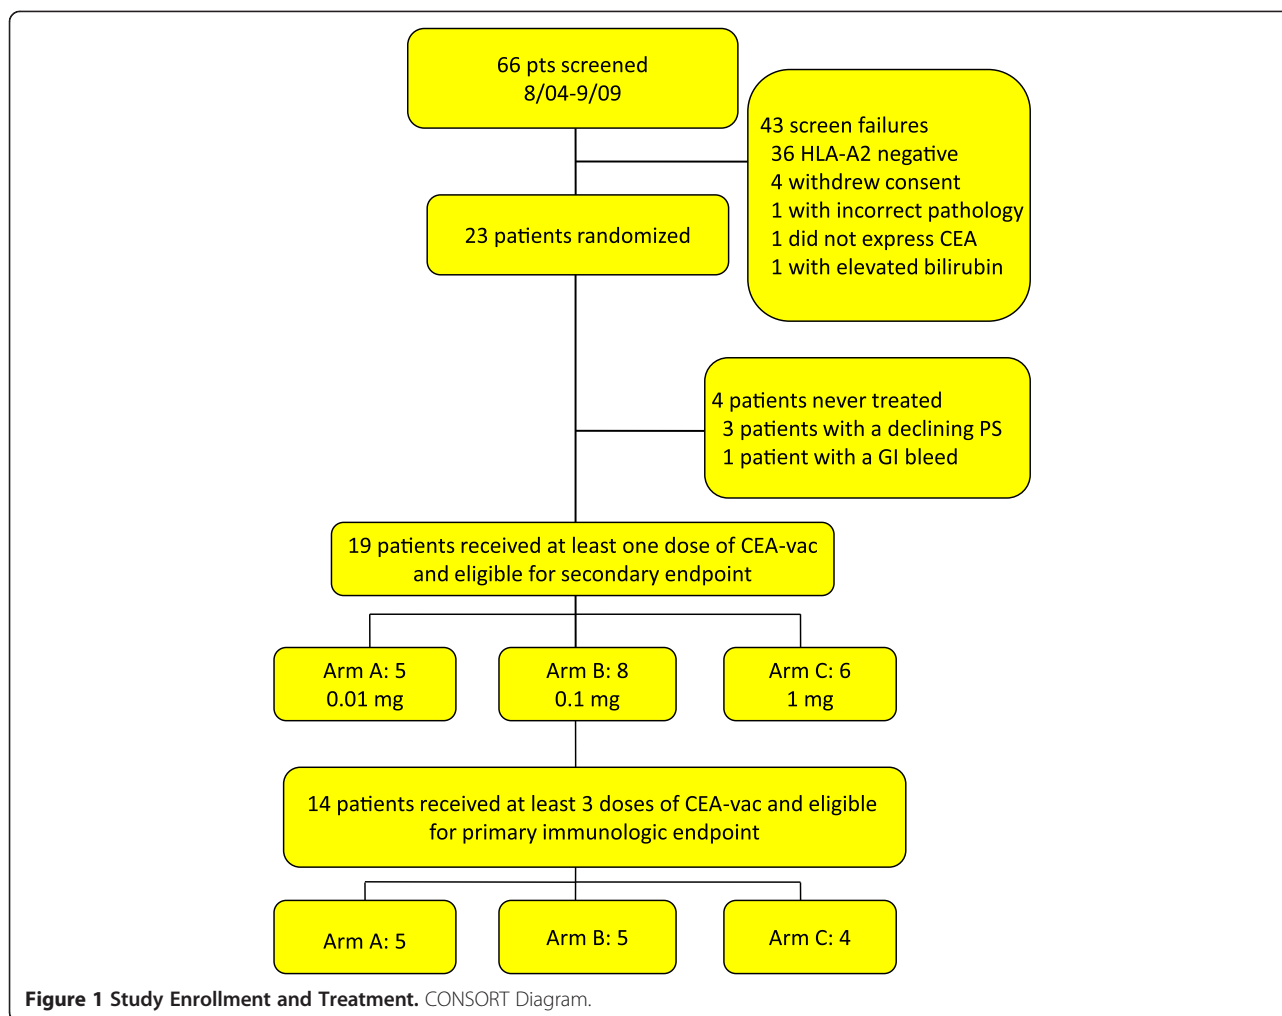 66 pts screened
8/04-9/09
43 screen failures
36 HLA-A2 negative
4 withdrew consent
1 with incorrect pathology
1 did not express CEA
1 with elevated bilirubin
23 patients randomized
4 patients never treated
3 patients with a declining PS
1 patient with a GI bleed
19 patients received at least one dose of CEA-vac
and eligible for secondary endpoint
Arm A: 5
0.01 mg
Arm B: 8
0.1 mg
Arm C: 6
1 mg
14 patients received at least 3 doses of CEA-vac and eligible
for primary immunologic endpoint
Arm A: 5
Arm B: 5
Arm C: 4
Figure 1 Study Enrollment and Treatment. CONSORT Diagram.